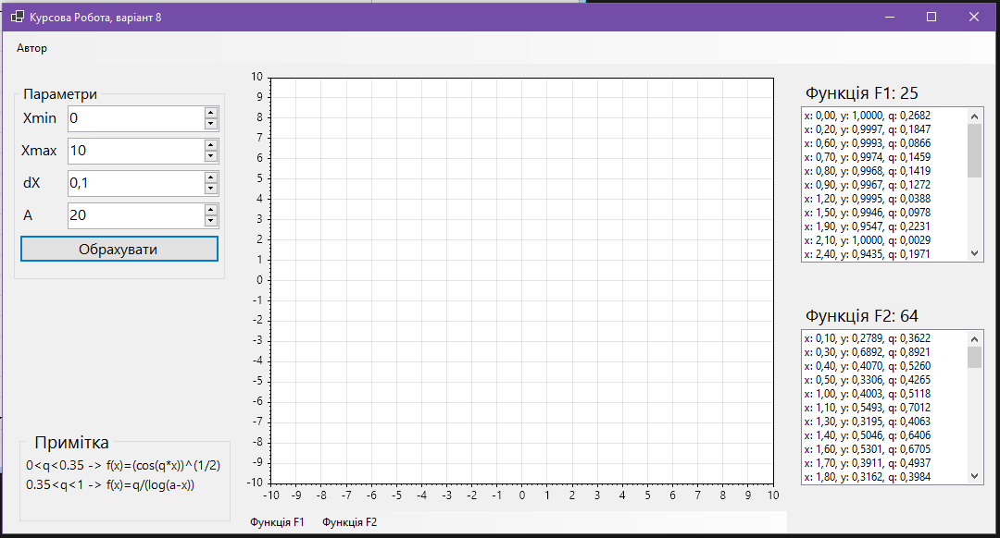 Курсова Робота, варіант 8
Автор
Параметри
Xmin 0
Xmax 10
dX 0,1
A 20
Обрахувати
Примітка
0<q<0.35 -> f(x)=(cos(q*x))^(1/2)
0.35<q<1 -> f(x)=q/(log(a-x))
10
9
8
7
6
5
4
3
2
1
0
-1
-2
-3
-4
-5
-6
-7
-8
-9
-10
-10 -9 -8 -7 -6 -5 -4 -3 -2 -1 0 1 2 3 4 5 6 7 8 9 10
Функція F1 Функція F2
Функція F1: 25
x: 0,00, y: 1,0000, q: 0,2682
x: 0,20, y: 0,9997, q: 0,1847
x: 0,60, y: 0,9993, q: 0,0866
x: 0,70, y: 0,9974, q: 0,1459
x: 0,80, y: 0,9968, q: 0,1419
x: 0,90, y: 0,9967, q: 0,1272
x: 1,20, y: 0,9995, q: 0,0388
x: 1,50, y: 0,9946, q: 0,0978
x: 1,90, y: 0,9547, q: 0,2231
x: 2,10, y: 1,0000, q: 0,0029
x: 2,40, y: 0,9435, q: 0,1971
Функція F2: 64
x: 0,10, y: 0,2789, q: 0,3622
x: 0,30, y: 0,6892, q: 0,8921
x: 0,40, y: 0,4070, q: 0,5260
x: 0,50, y: 0,3306, q: 0,4265
x: 1,00, y: 0,4003, q: 0,5118
x: 1,10, y: 0,5493, q: 0,7012
x: 1,30, y: 0,3195, q: 0,4063
x: 1,40, y: 0,5046, q: 0,6406
x: 1,60, y: 0,5301, q: 0,6705
x: 1,70, y: 0,3911, q: 0,4937
x: 1,80, y: 0,3162, q: 0,3984